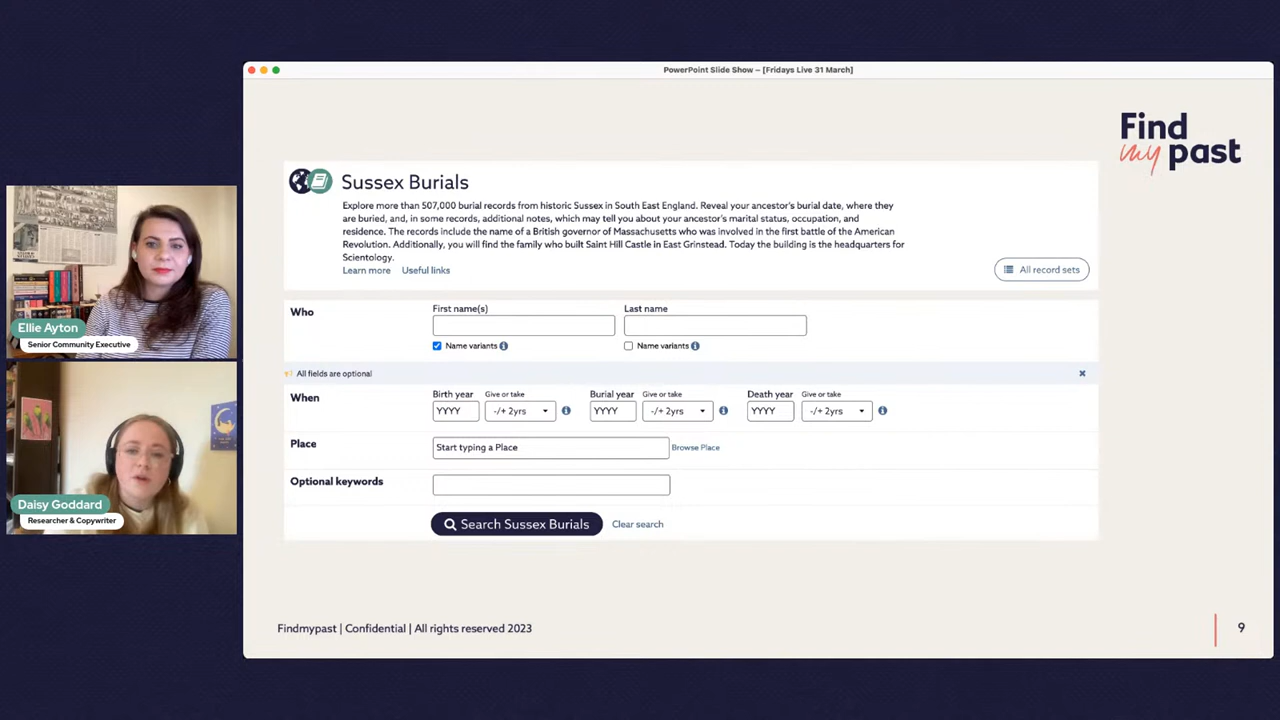 PowerPoint Slide Show – [Fridays Live 31 March]
Find
my past
Sussex Burials
Explore more than 507,000 burial records from historic Sussex in South East England. Reveal your ancestor's burial date, where they
are buried, and, in some records, additional notes, which may tell you about your ancestor's marital status, occupation, and
residence. The records include the name of a British governor of Massachusetts who was involved in the first battle of the American
Revolution. Additionally, you will find the family who built Saint Hill Castle in East Grinstead. Today the building is the headquarters for
Scientology.
Learn more Useful links
All record sets
Who
First name(s) Last name
Name variants Name variants
All fields are optional
When
Birth year Give or take Burial year Give or take Death year Give or take
YYYY -/+ 2yrs YYYY -/+ 2yrs YYYY -/+ 2yrs
Place
Start typing a Place Browse Place
Optional keywords
Search Sussex Burials Clear search
Findmypast | Confidential | All rights reserved 2023
9
Ellie Ayton
Senior Community Executive
Daisy Goddard
Researcher & Copywriter